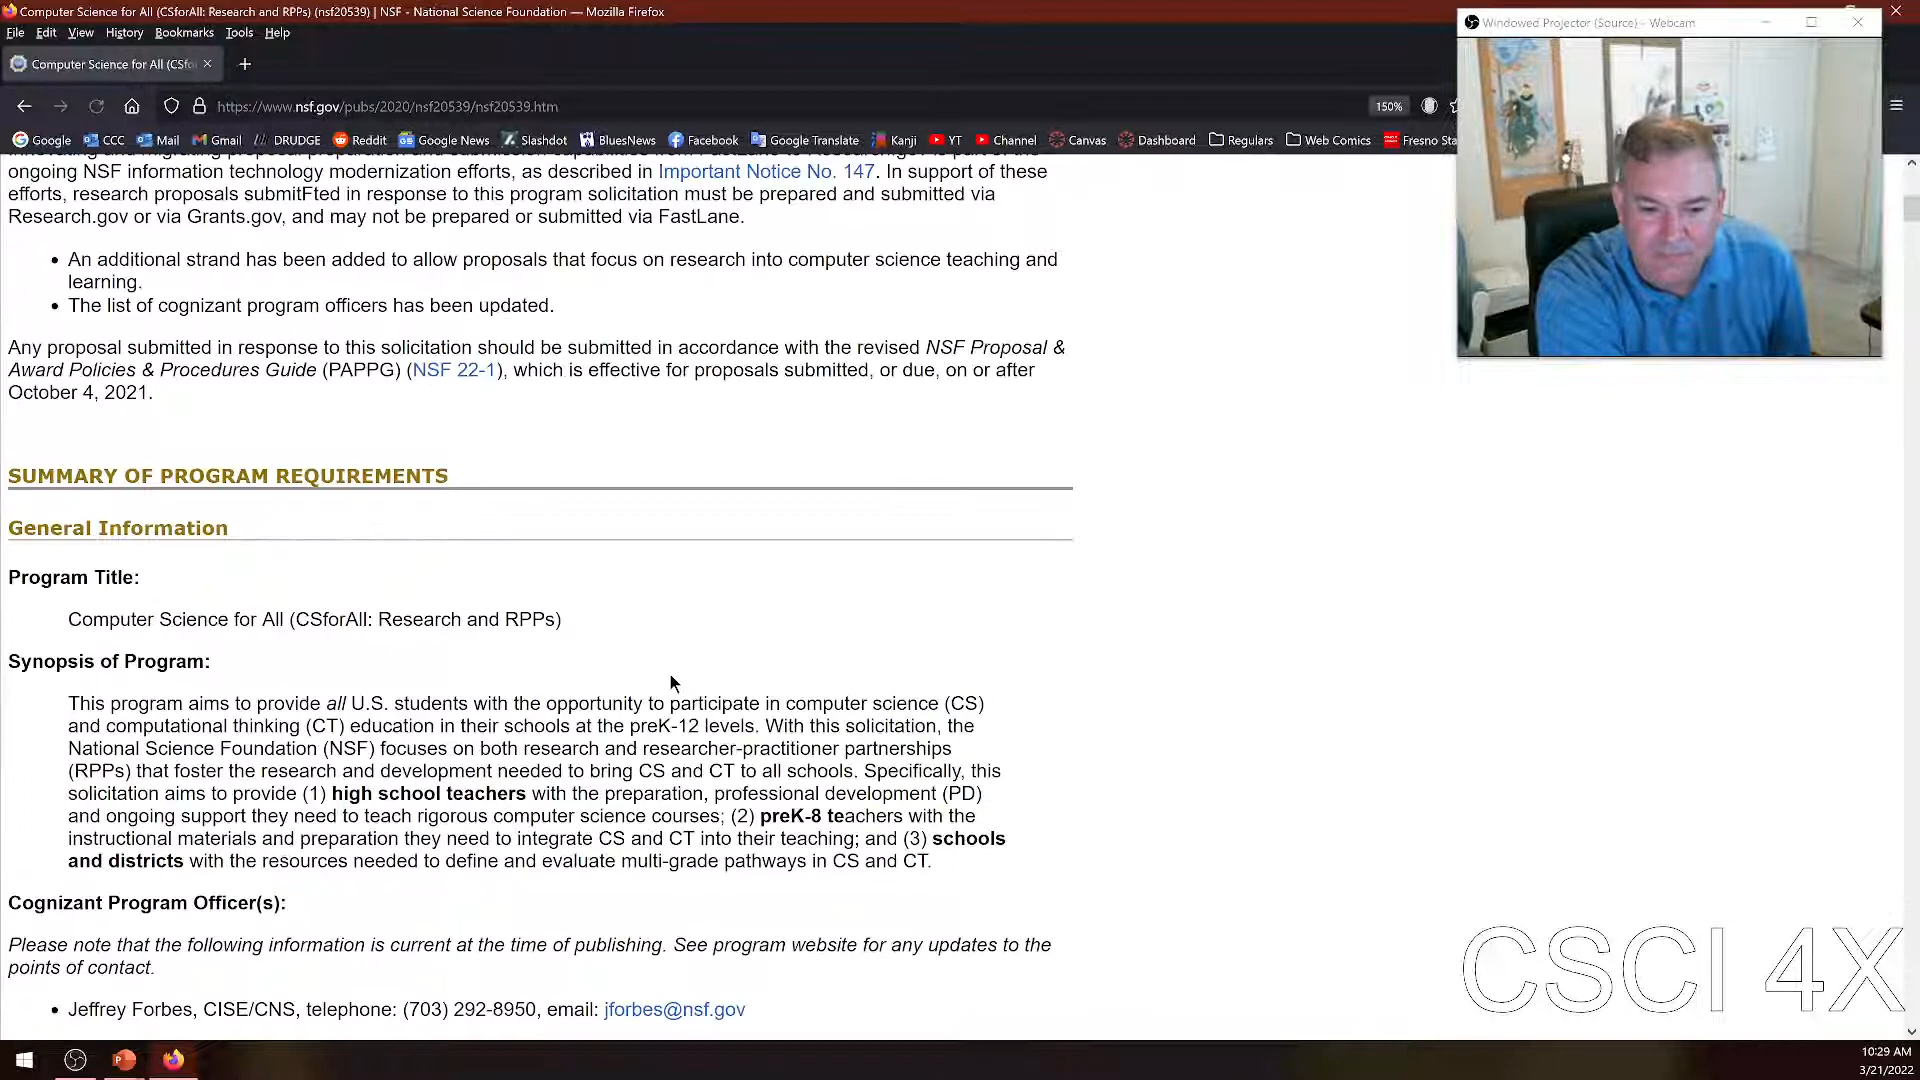 Computer Science for All (CSforAll: Research and RPPs) (nsf20539) | NSF - National Science Foundation — Mozilla Firefox
Windowed Projector (Source) - Webcam
File Edit View History Bookmarks Tools Help
Computer Science for All (CSfo
https://www.nsf.gov/pubs/2020/nsf20539/nsf20539.htm
150%
Google CCC Mail Gmail DRUDGE Reddit Google News Slashdot BluesNews Facebook Google Translate Kanji YT Channel Canvas Dashboard Regulars Web Comics Fresno Sta
ongoing NSF information technology modernization efforts, as described in Important Notice No. 147. In support of these
efforts, research proposals submitFted in response to this program solicitation must be prepared and submitted via
Research.gov or via Grants.gov, and may not be prepared or submitted via FastLane.
• An additional strand has been added to allow proposals that focus on research into computer science teaching and
learning.
• The list of cognizant program officers has been updated.
Any proposal submitted in response to this solicitation should be submitted in accordance with the revised NSF Proposal &
Award Policies & Procedures Guide (PAPPG) (NSF 22-1), which is effective for proposals submitted, or due, on or after
October 4, 2021.
SUMMARY OF PROGRAM REQUIREMENTS
General Information
Program Title:
Computer Science for All (CSforAll: Research and RPPs)
Synopsis of Program:
This program aims to provide all U.S. students with the opportunity to participate in computer science (CS)
and computational thinking (CT) education in their schools at the preK-12 levels. With this solicitation, the
National Science Foundation (NSF) focuses on both research and researcher-practitioner partnerships
(RPPs) that foster the research and development needed to bring CS and CT to all schools. Specifically, this
solicitation aims to provide (1) high school teachers with the preparation, professional development (PD)
and ongoing support they need to teach rigorous computer science courses; (2) preK-8 teachers with the
instructional materials and preparation they need to integrate CS and CT into their teaching; and (3) schools
and districts with the resources needed to define and evaluate multi-grade pathways in CS and CT.
Cognizant Program Officer(s):
Please note that the following information is current at the time of publishing. See program website for any updates to the
points of contact.
• Jeffrey Forbes, CISE/CNS, telephone: (703) 292-8950, email: jforbes@nsf.gov
CSCI 4X
10:29 AM
3/21/2022